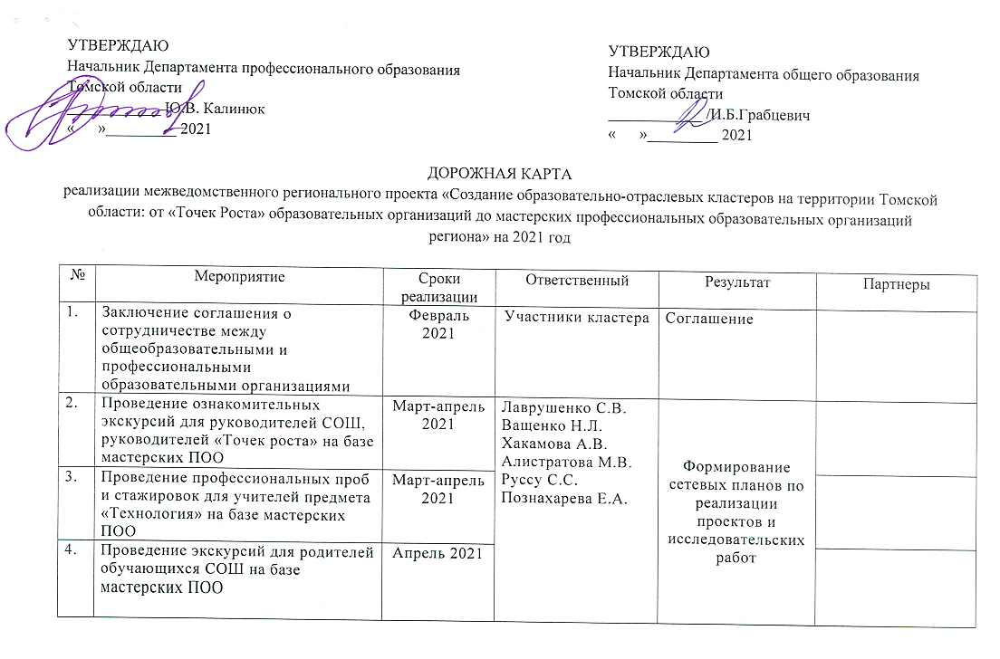 УТВЕРЖДАЮ
Начальник Департамента профессионального образования
Томской области
______________ Ю.В. Калинюк
«      »__________ 2021
УТВЕРЖДАЮ
Начальник Департамента общего образования
Томской области
____________ /И.Б.Грабцевич
«      »__________ 2021
ДОРОЖНАЯ КАРТА
реализации межведомственного регионального проекта «Создание образовательно-отраслевых кластеров на территории Томской
области: от «Точек Роста» образовательных организаций до мастерских профессиональных образовательных организаций
региона» на 2021 год
№
Мероприятие
Сроки
реализации
Ответственный
Результат
Партнеры
1.
Заключение соглашения о
сотрудничестве между
общеобразовательными и
профессиональными
образовательными организациями
Февраль
2021
Участники кластера
Соглашение
2.
Проведение ознакомительных
экскурсий для руководителей СОШ,
руководителей «Точек роста» на базе
мастерских ПОО
Март-апрель
2021
Лаврушенко С.В.
Ващенко Н.Л.
Хакамова А.В.
Алистратова М.В.
Руссу С.С.
Познахарева Е.А.
Формирование
сетевых планов по
реализации
проектов и
исследовательских
работ
3.
Проведение профессиональных проб
и стажировок для учителей предмета
«Технология» на базе мастерских
ПОО
Март-апрель
2021
4.
Проведение экскурсий для родителей
обучающихся СОШ на базе
мастерских ПОО
Апрель 2021